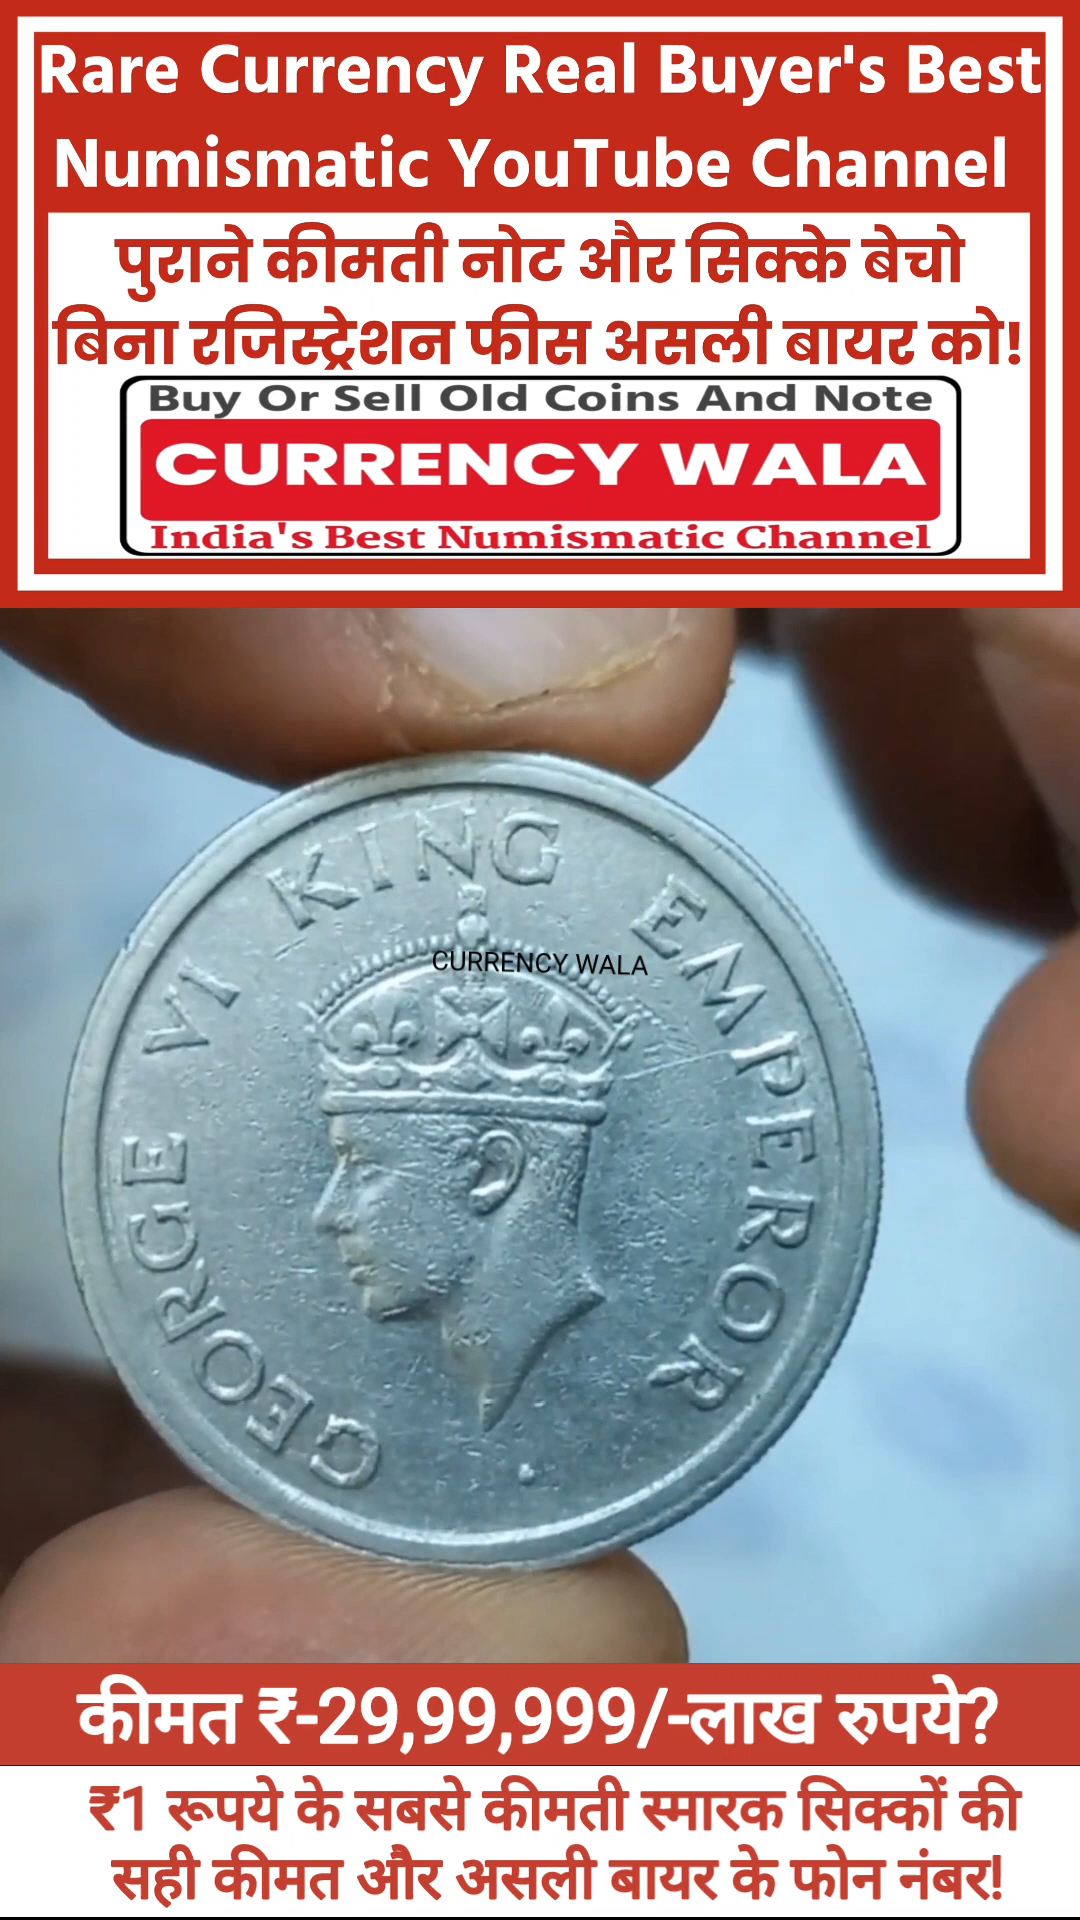 Rare Currency Real Buyer's Best
Numismatic YouTube Channel
पुराने कीमती नोट और सिक्के बेचो
बिना रजिस्ट्रेशन फीस असली बायर को!
Buy Or Sell Old Coins And Note
CURRENCY WALA
India's Best Numismatic Channel
GEORGE VI KING EMPEROR
CURRENCY WALA
कीमत ₹-29,99,999/-लाख रुपये?
₹1 रूपये के सबसे कीमती स्मारक सिक्कों की
सही कीमत और असली बायर के फोन नंबर!